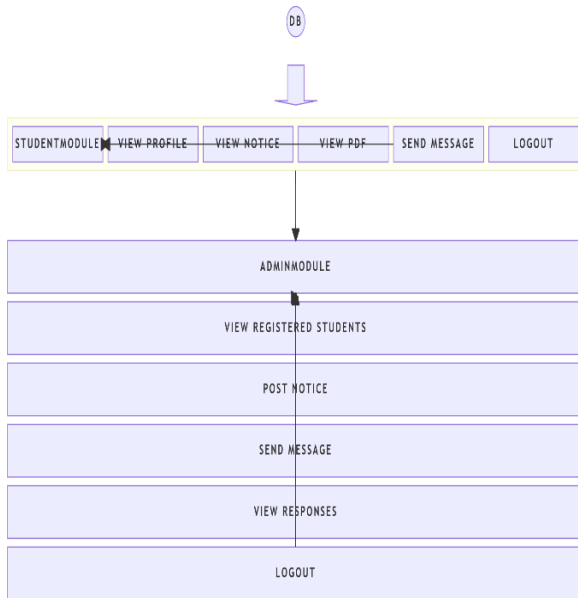 DB
STUDENTMODULE VIEW PROFILE VIEW NOTICE VIEW PDF SEND MESSAGE LOGOUT
ADMINMODULE
VIEW REGISTERED STUDENTS
POST NOTICE
SEND MESSAGE
VIEW RESPONSES
LOGOUT